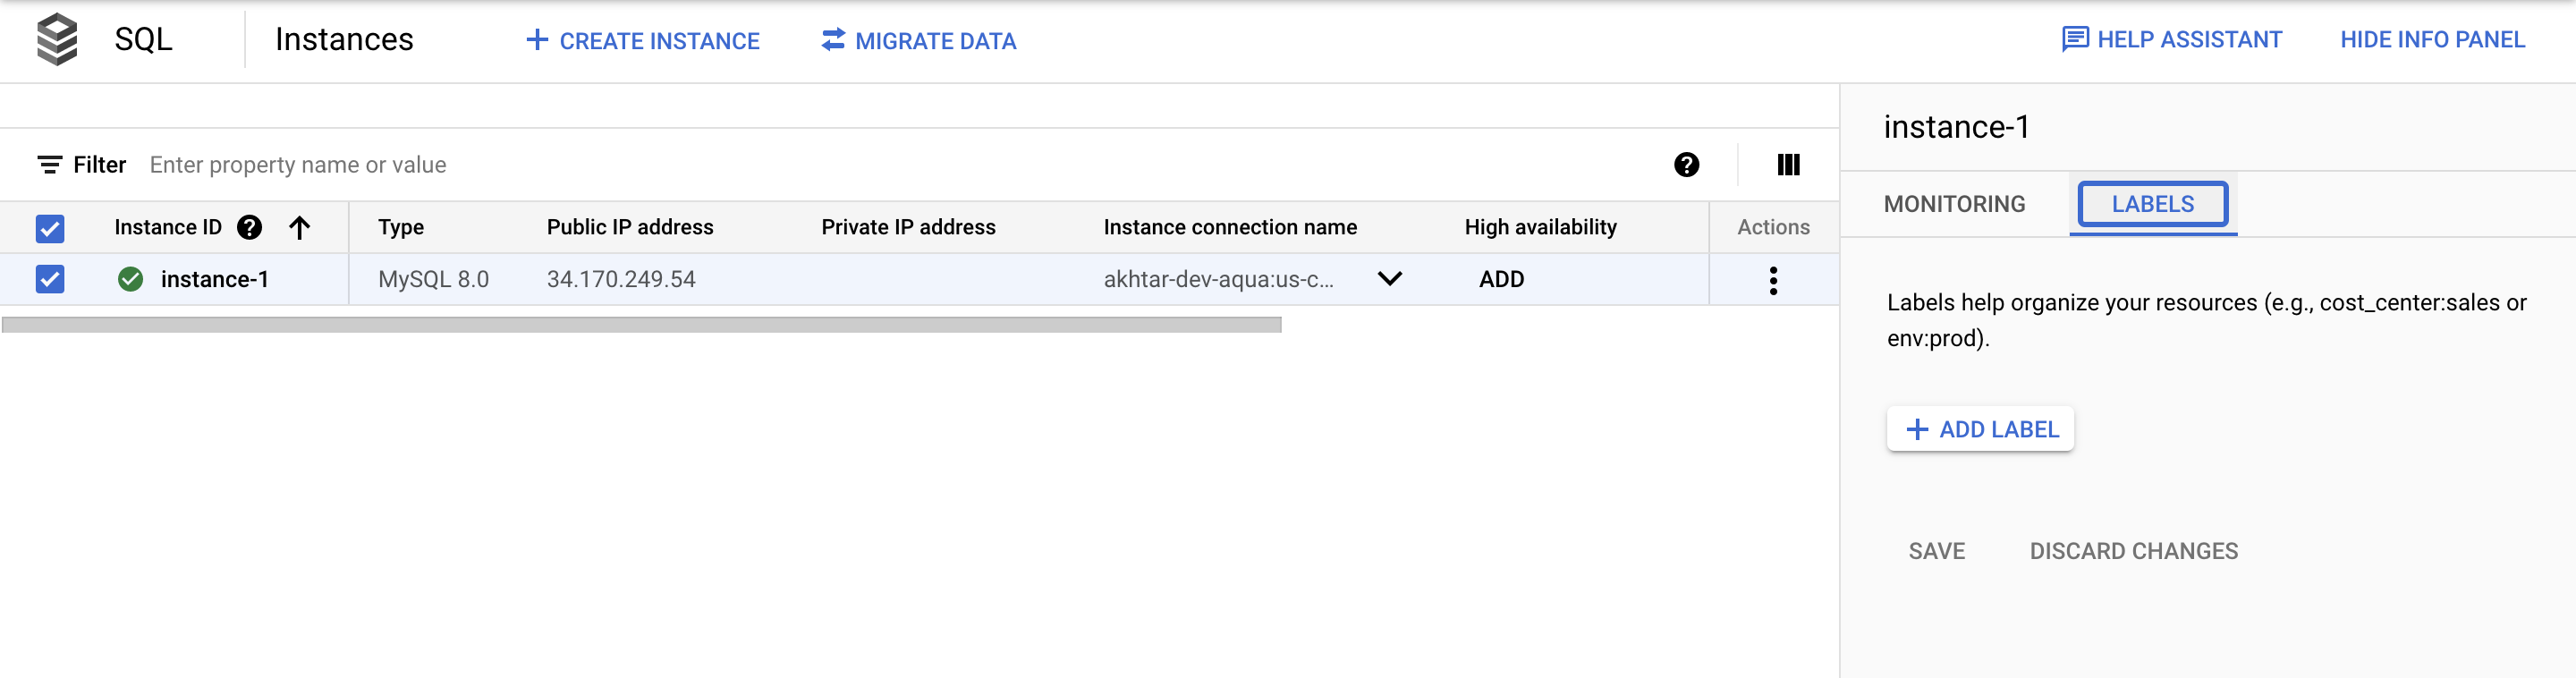 SQL Instances CREATE INSTANCE MIGRATE DATA HELP ASSISTANT HIDE INFO PANEL
Filter Enter property name or value
Instance ID Type Public IP address Private IP address Instance connection name High availability Actions
instance-1 MySQL 8.0 34.170.249.54 akhtar-dev-aqua:us-c... ADD
instance-1
MONITORING LABELS
Labels help organize your resources (e.g., cost_center:sales or
env:prod).
ADD LABEL
SAVE DISCARD CHANGES